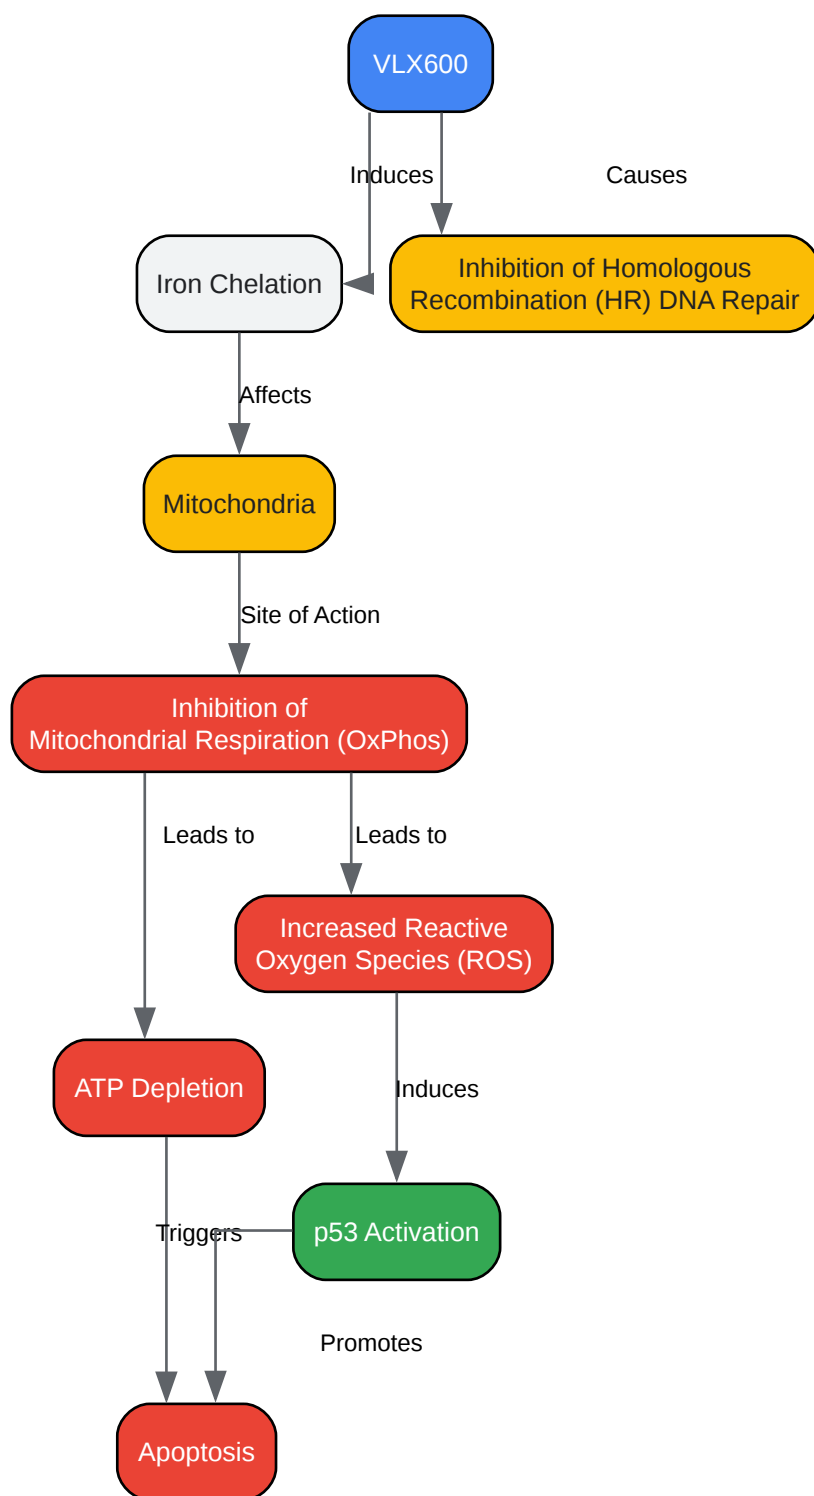 VLX600
Induces
Causes
Iron Chelation
Inhibition of Homologous
Recombination (HR) DNA Repair
Affects
Mitochondria
Site of Action
Inhibition of
Mitochondrial Respiration (OxPhos)
Leads to
Leads to
Increased Reactive
Oxygen Species (ROS)
ATP Depletion
Induces
Triggers
p53 Activation
Promotes
Apoptosis